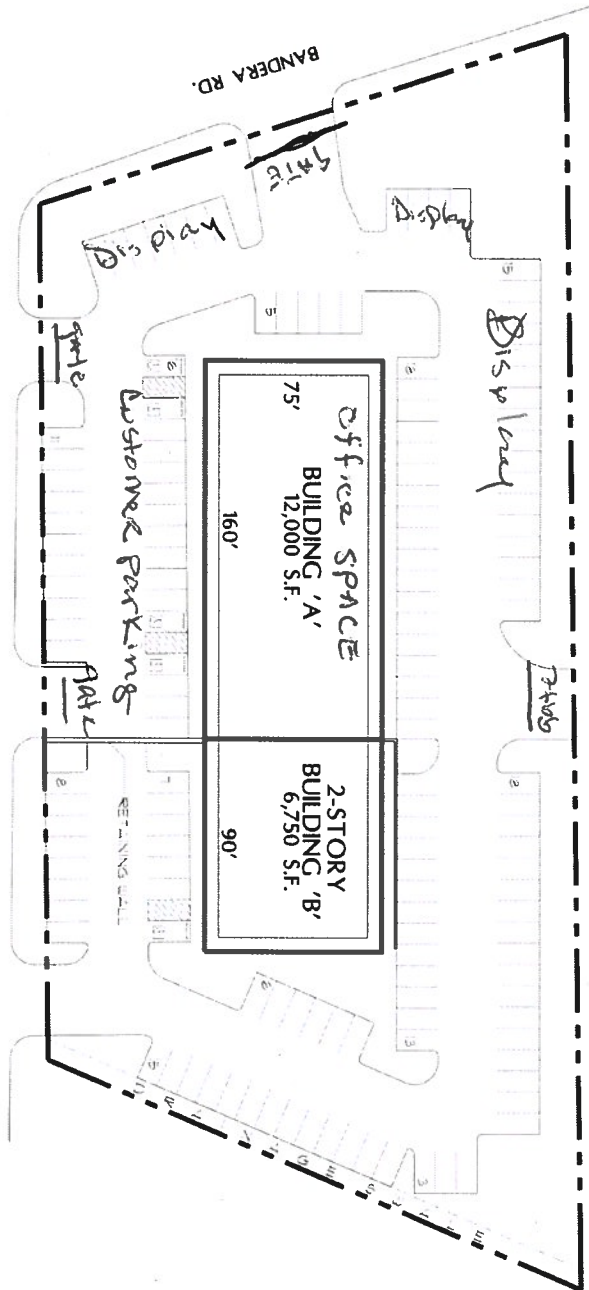 BANDERA RD.
GATE
Display
Display
Display
gate
Customer parking
gate
gate
office SPACE
BUILDING 'A'
12,000 S.F.
75'
160'
2-STORY
BUILDING 'B'
6,750 S.F.
90'
RETAINING WALL